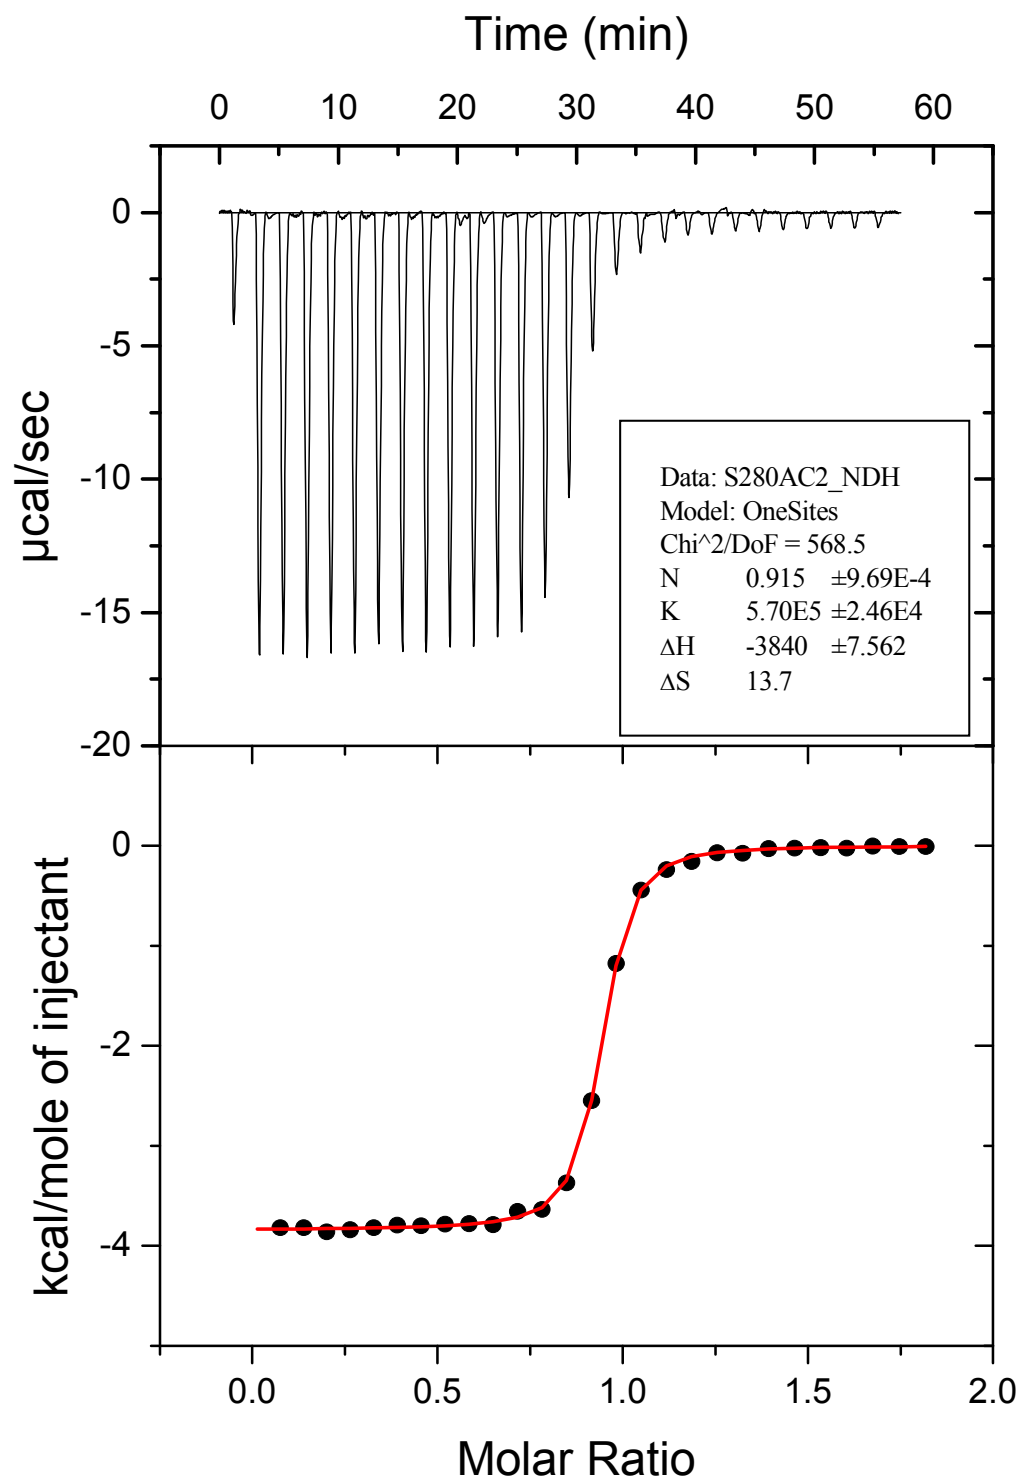 Time (min)
0 10 20 30 40 50 60
0
-5
-10
-15
-20
µcal/sec
Data: S280AC2_NDH
Model: OneSites
Chi^2/DoF = 568.5
N 0.915 ±9.69E-4
K 5.70E5 ±2.46E4
ΔH -3840 ±7.562
ΔS 13.7
0
-2
-4
kcal/mole of injectant
0.0 0.5 1.0 1.5 2.0
Molar Ratio